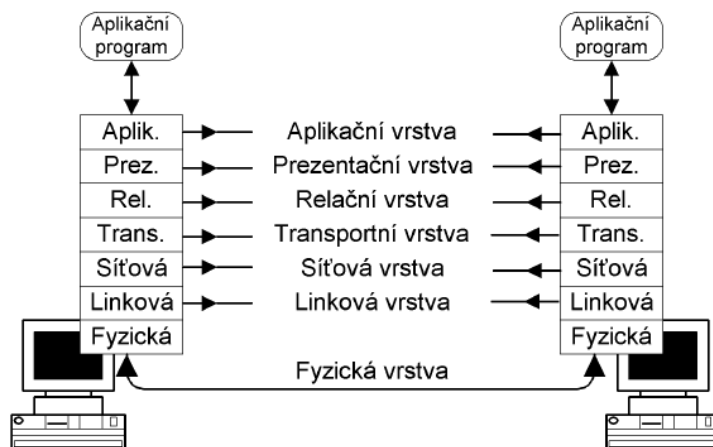 Aplikační
program
Aplikační
program
Aplik. Aplikační vrstva Aplik.
Prez. Prezentační vrstva Prez.
Rel. Relační vrstva Rel.
Trans. Transportní vrstva Trans.
Síťová Síťová vrstva Síťová
Linková Linková vrstva Linková
Fyzická Fyzická
Fyzická vrstva